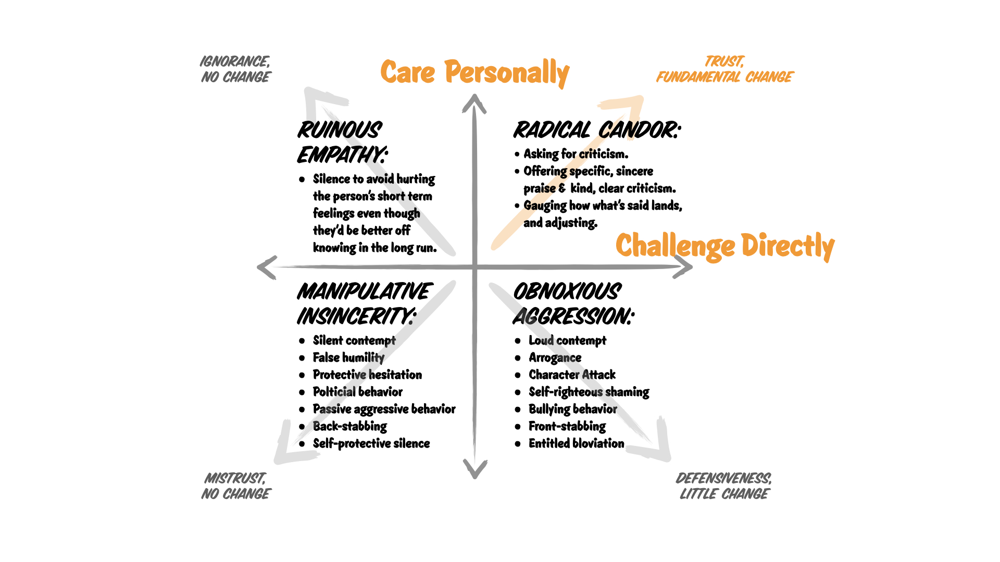 IGNORANCE,
NO CHANGE
Care Personally
TRUST,
FUNDAMENTAL CHANGE
RUINOUS
EMPATHY:
• Silence to avoid hurting
the person's short term
feelings even though
they'd be better off
knowing in the long run.
RADICAL CANDOR:
• Asking for criticism.
• Offering specific, sincere
praise & kind, clear criticism.
• Gauging how what's said lands,
and adjusting.
Challenge Directly
MANIPULATIVE
INSINCERITY:
• Silent contempt
• False humility
• Protective hesitation
• Polticial behavior
• Passive aggressive behavior
• Back-stabbing
• Self-protective silence
OBNOXIOUS
AGGRESSION:
• Loud contempt
• Arrogance
• Character Attack
• Self-righteous shaming
• Bullying behavior
• Front-stabbing
• Entitled bloviation
MISTRUST,
NO CHANGE
DEFENSIVENESS,
LITTLE CHANGE